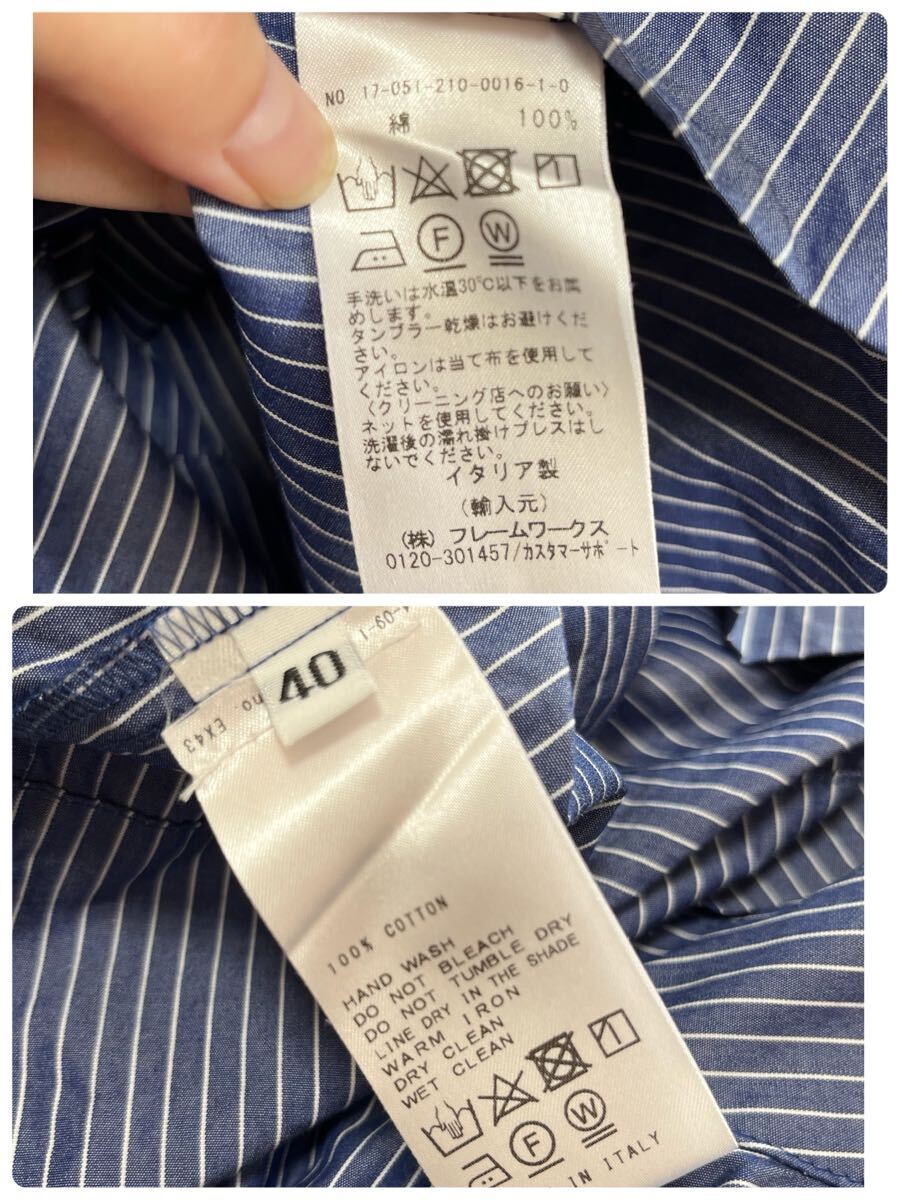 NO 17-051-210-0016-1-0
綿 100%
F W
手洗いは水温30℃以下をお薦
めします。
タンブラー乾燥はお避けくだ
さい。
アイロンは当て布を使用して
ください。
〈クリーニング店へのお願い〉
ネットを使用してください。
洗濯後の濡れ掛けプレスはし
ないでください。
イタリア製
(輸入元)
(株) フレームワークス
0120-301457/カスタマーサポート
40
no. EX43
100% COTTON
HAND WASH
DO NOT BLEACH
DO NOT TUMBLE DRY
LINE DRY IN THE SHADE
WARM IRON
DRY CLEAN
WET CLEAN
F W
IN ITALY